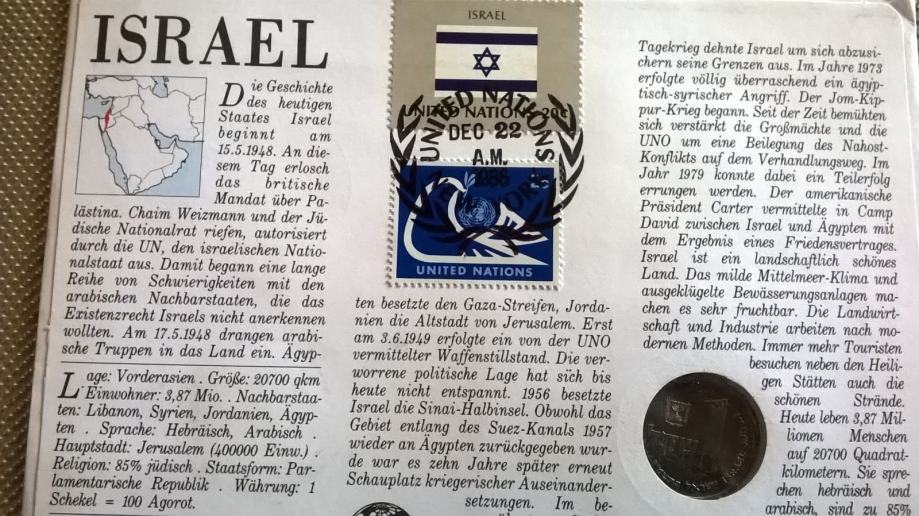 ISRAEL
Die Geschichte
des heutigen
Staates Israel
beginnt am
15.5.1948. An die-
sem Tag erlosch
das britische
Mandat über Pa-
lästina. Chaim Weizmann und der Jü-
dische Nationalrat riefen, autorisiert
durch die UN, den israelischen Natio-
nalstaat aus. Damit begann eine lange
Reihe von Schwierigkeiten mit den
arabischen Nachbarstaaten, die das
Existenzrecht Israels nicht anerkennen
wollten. Am 17.5.1948 drangen arabi-
sche Truppen in das Land ein. Ägyp-
Lage: Vorderasien . Größe: 20700 qkm
Einwohner: 3,87 Mio. . Nachbarstaa-
ten: Libanon, Syrien, Jordanien, Ägyp-
ten . Sprache: Hebräisch, Arabisch .
Hauptstadt: Jerusalem (400000 Einw.) .
Religion: 85% jüdisch . Staatsform: Par-
lamentarische Republik . Währung: 1
Schekel = 100 Agorot.
ISRAEL
UNITED NATIONS 20c
UNITED NATIONS
DEC 22
A.M.
1986
UNITED NATIONS
ten besetzte den Gaza-Streifen, Jorda-
nien die Altstadt von Jerusalem. Erst
am 3.6.1949 erfolgte ein von der UNO
vermittelter Waffenstillstand. Die ver-
worrene politische Lage hat sich bis
heute nicht entspannt. 1956 besetzte
Israel die Sinai-Halbinsel. Obwohl das
Gebiet entlang des Suez-Kanals 1957
wieder an Ägypten zurückgegeben wur-
de war es zehn Jahre später erneut
Schauplatz kriegerischer Auseinander-
setzungen. Im be-
Tagekrieg dehnte Israel um sich abzusi-
chern seine Grenzen aus. Im Jahre 1973
erfolgte völlig überraschend ein ägyp-
tisch-syrischer Angriff. Der Jom-Kip-
pur-Krieg begann. Seit der Zeit bemühten
sich verstärkt die Großmächte und die
UNO um eine Beilegung des Nahost-
Konflikts auf dem Verhandlungsweg. Im
Jahr 1979 konnte dabei ein Teilerfolg
errungen werden. Der amerikanische
Präsident Carter vermittelte in Camp
David zwischen Israel und Ägypten mit
dem Ergebnis eines Friedensvertrages.
Israel ist ein landschaftlich schönes
Land. Das milde Mittelmeer-Klima und
ausgeklügelte Bewässerungsanlagen ma-
chen es sehr fruchtbar. Die Landwirt-
schaft und Industrie arbeiten nach mo-
dernen Methoden. Immer mehr Touristen
besuchen neben den Heili-
gen Stätten auch die
schönen Strände.
Heute leben 3,87 Mil-
lionen Menschen
auf 20700 Quadrat-
kilometern. Sie spre-
chen hebräisch und
arabisch, sind zu 85%